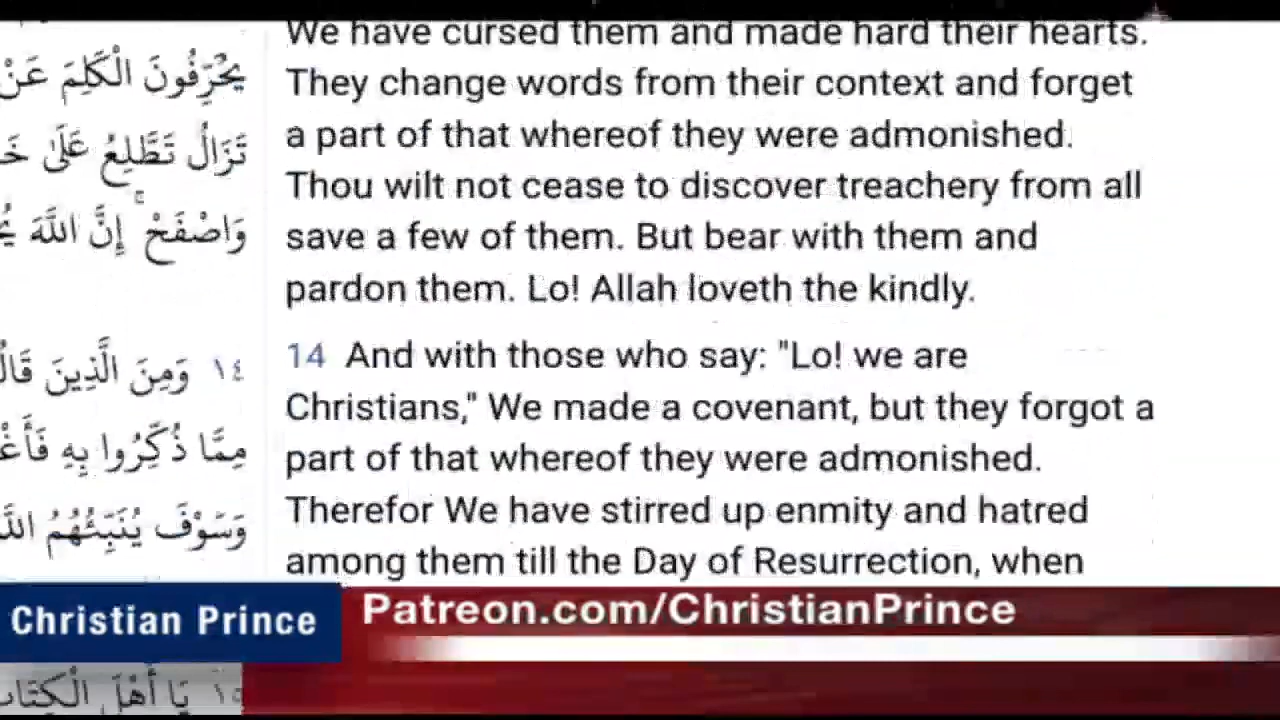 يُحَرِّفُونَ الْكَلِمَ عَنْ
تَزَالُ تَطَّلِعُ عَلَىٰ خَ
وَاصْفَحْ ۚ إِنَّ اللَّهَ يُ
١٤ وَمِنَ الَّذِينَ قَالُ
مِمَّا ذُكِّرُوا بِهِ فَأَغْ
وَسَوْفَ يُنَبِّئُهُمُ اللَّ
We have cursed them and made hard their hearts.
They change words from their context and forget
a part of that whereof they were admonished.
Thou wilt not cease to discover treachery from all
save a few of them. But bear with them and
pardon them. Lo! Allah loveth the kindly.
14 And with those who say: "Lo! we are
Christians," We made a covenant, but they forgot a
part of that whereof they were admonished.
Therefor We have stirred up enmity and hatred
among them till the Day of Resurrection, when
Christian Prince
Patreon.com/ChristianPrince
١٥ يَا أَهْلَ الْكِتَابِ